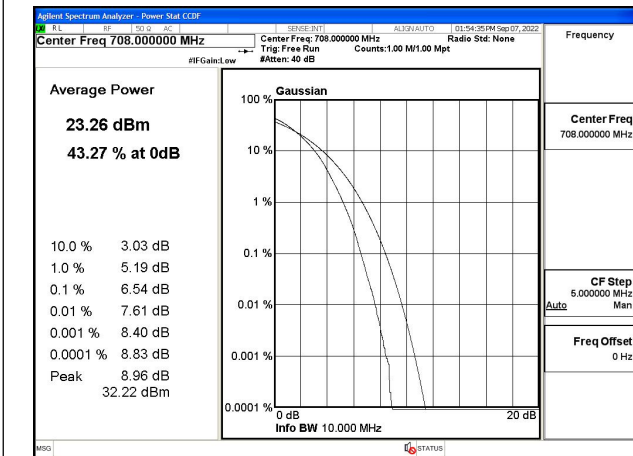 Agilent Spectrum Analyzer - Power Stat CCDF
RL RF 50 Ω AC SENSE:INT ALIGN AUTO 01:54:35 PM Sep 07, 2022
Center Freq 708.000000 MHz
Center Freq: 708.000000 MHz Radio Std: None
Trig: Free Run Counts:1.00 M/1.00 Mpt
#IFGain:Low #Atten: 40 dB
Frequency
Average Power
23.26 dBm
43.27 % at 0dB
10.0 % 3.03 dB
1.0 % 5.19 dB
0.1 % 6.54 dB
0.01 % 7.61 dB
0.001 % 8.40 dB
0.0001 % 8.83 dB
Peak 8.96 dB
32.22 dBm
Gaussian
100 %
10 %
1 %
0.1 %
0.01 %
0.001 %
0.0001 %
0 dB 20 dB
Info BW 10.000 MHz
Center Freq
708.000000 MHz
CF Step
5.000000 MHz
Auto Man
Freq Offset
0 Hz
MSG STATUS